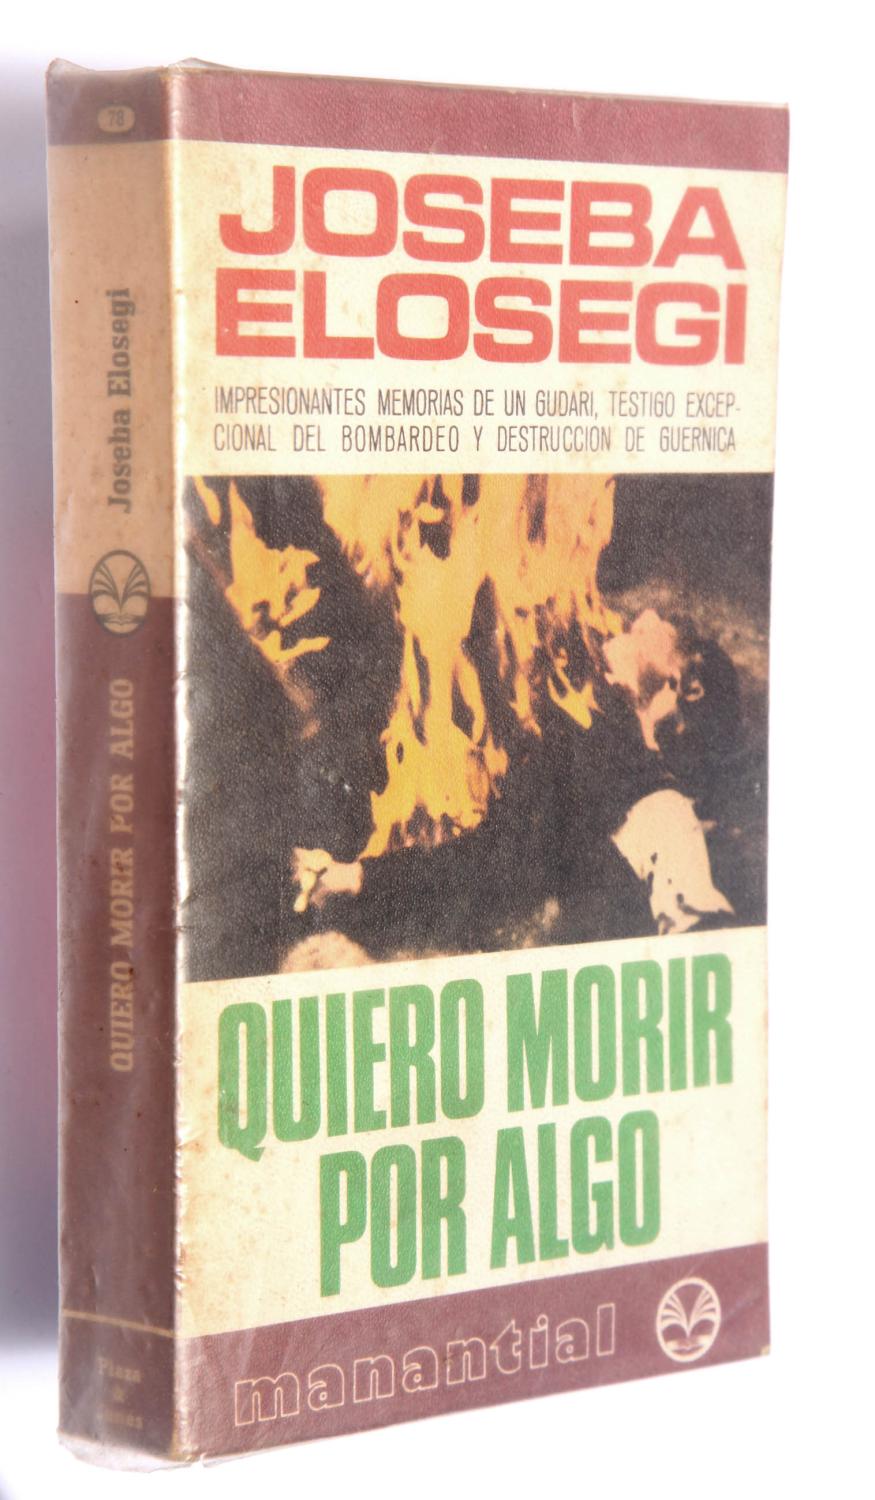 78
Joseba Elosegi
QUIERO MORIR POR ALGO
Plaza
&
Janés
JOSEBA
ELOSEGI
IMPRESIONANTES MEMORIAS DE UN GUDARI, TESTIGO EXCEP-
CIONAL DEL BOMBARDEO Y DESTRUCCION DE GUERNICA
QUIERO MORIR
POR ALGO
manantial